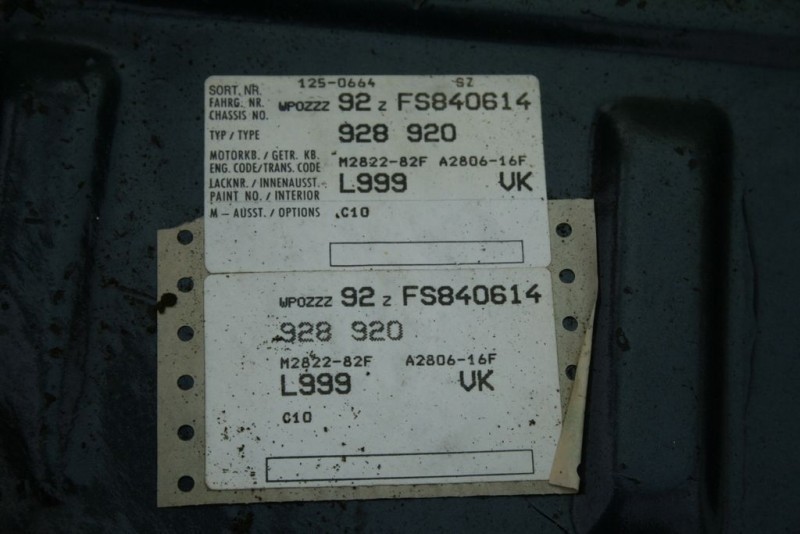 SORT. NR. 125-0664 SZ
FAHRG. NR. WPOZZZ 92 Z FS840614
CHASSIS NO.
TYP / TYPE 928 920
MOTORKB. / GETR. KB. M2822-82F A2806-16F
ENG. CODE/TRANS. CODE
LACKNR. / INNENAUSST. L999 VK
PAINT NO. / INTERIOR
M - AUSST. / OPTIONS C10
WPOZZZ 92 Z FS840614
928 920
M2822-82F A2806-16F
L999 VK
C10